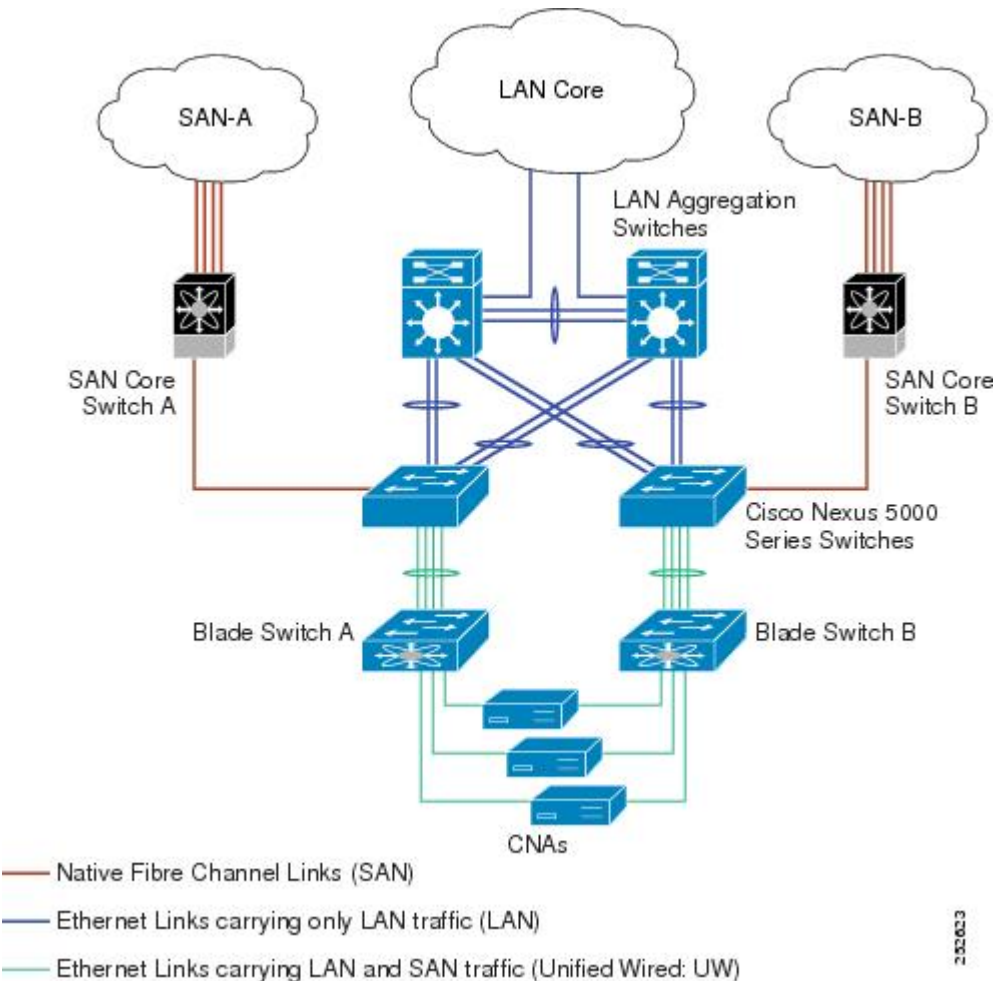 LAN Core
SAN-A
SAN-B
LAN Aggregation
Switches
SAN Core
Switch A
SAN Core
Switch B
Cisco Nexus 5000
Series Switches
Blade Switch A
Blade Switch B
CNAs
Native Fibre Channel Links (SAN)
Ethernet Links carrying only LAN traffic (LAN)
Ethernet Links carrying LAN and SAN traffic (Unified Wired: UW)
252623